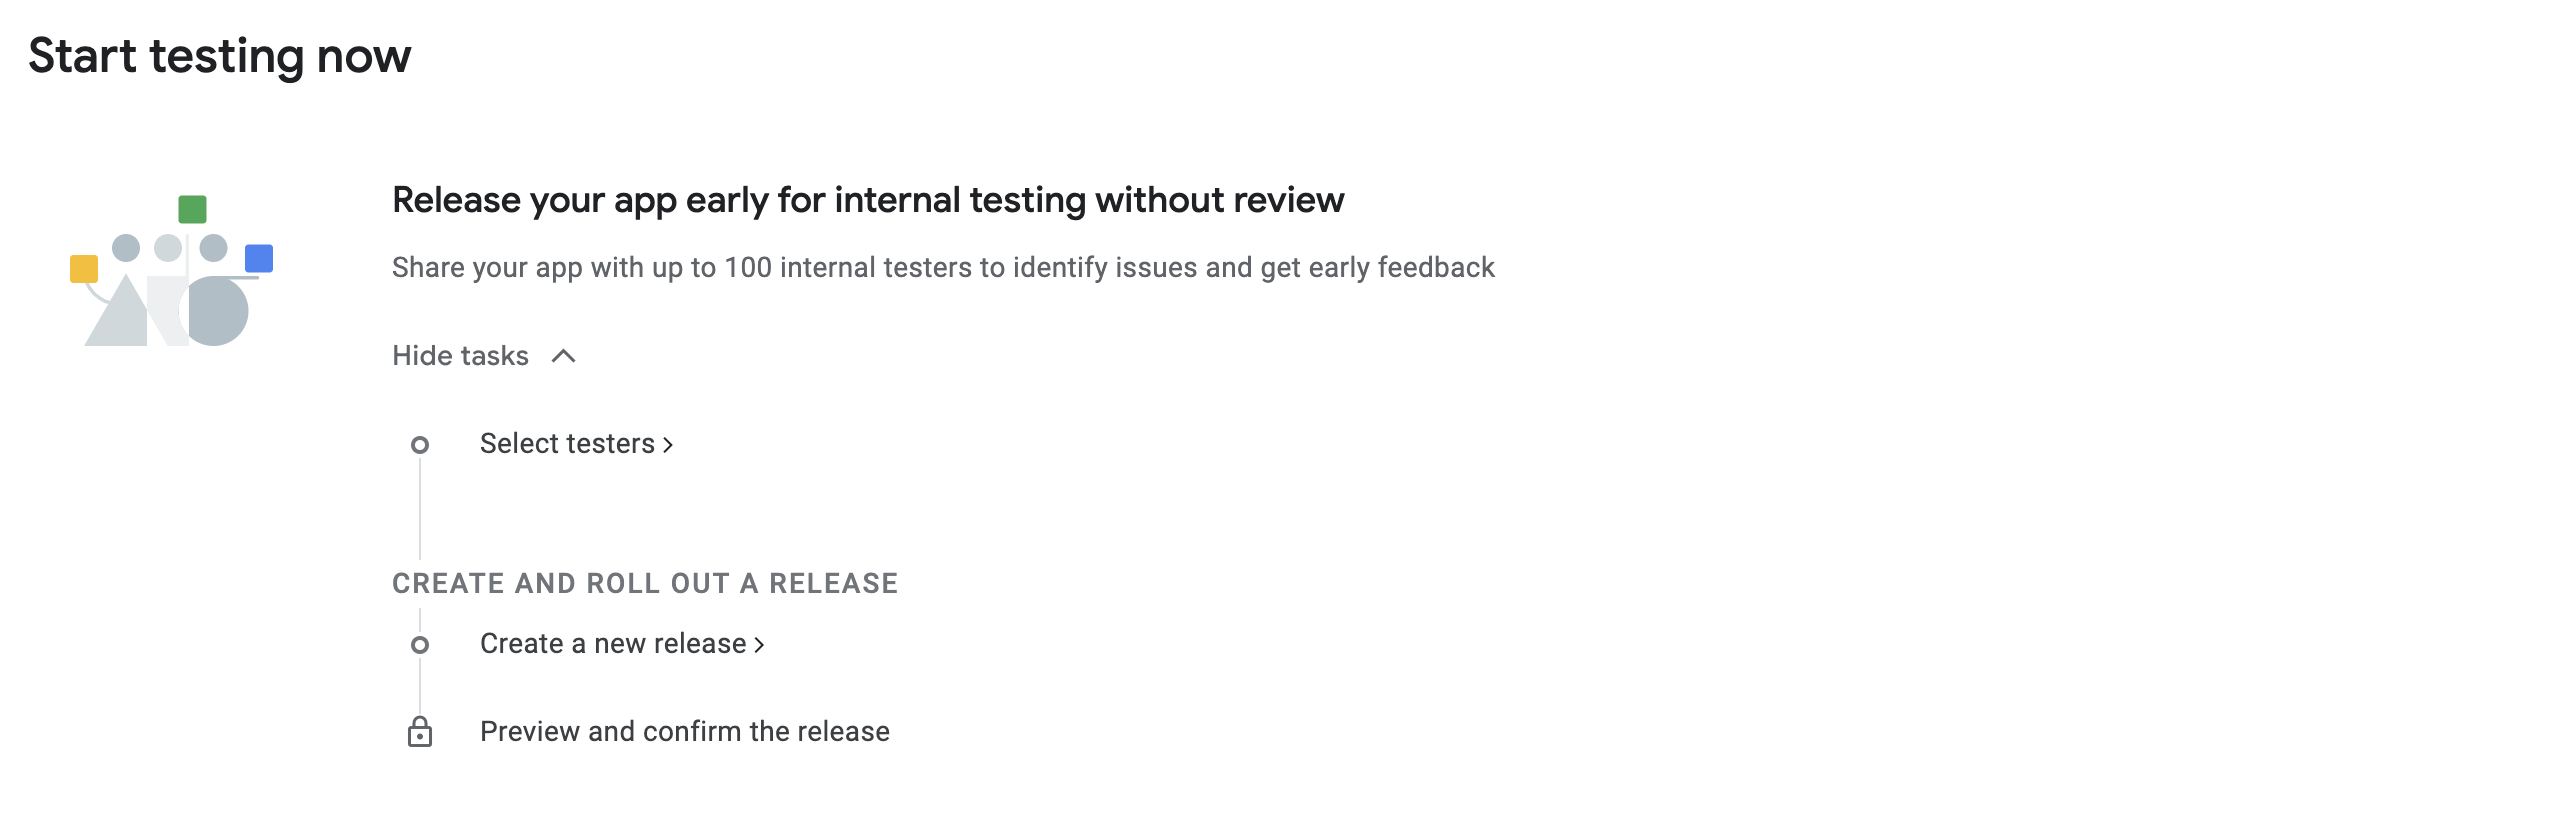 Start testing now
Release your app early for internal testing without review
Share your app with up to 100 internal testers to identify issues and get early feedback
Hide tasks
Select testers
CREATE AND ROLL OUT A RELEASE
Create a new release
Preview and confirm the release